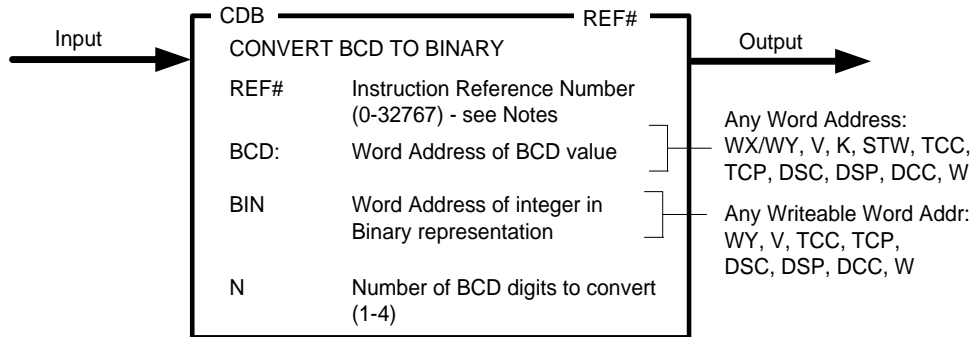 CDB REF#
Input
CONVERT BCD TO BINARY
Output
REF# Instruction Reference Number
(0-32767) - see Notes
BCD: Word Address of BCD value
Any Word Address:
WX/WY, V, K, STW, TCC,
TCP, DSC, DSP, DCC, W
BIN Word Address of integer in
Binary representation
Any Writeable Word Addr:
WY, V, TCC, TCP,
DSC, DSP, DCC, W
N Number of BCD digits to convert
(1-4)